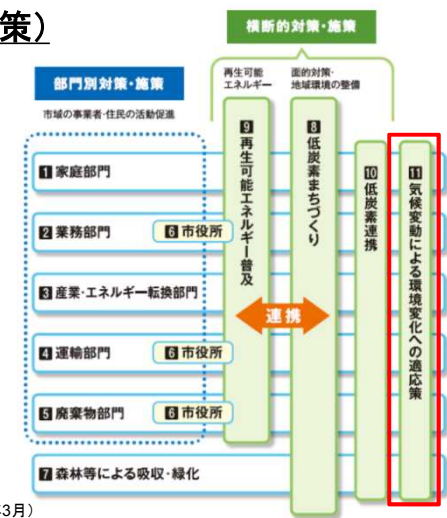 策）
横断的対策・施策
部門別対策・施策
市域の事業者・住民の活動促進
再生可能
エネルギー
面的対策・
地域環境の整備
1 家庭部門
2 業務部門
6 市役所
3 産業・エネルギー転換部門
4 運輸部門
6 市役所
5 廃棄物部門
6 市役所
7 森林等による吸収・緑化
9 再生可能エネルギー普及
8 低炭素まちづくり
連携
10 低炭素連携
11 気候変動による環境変化への適応策
3月）